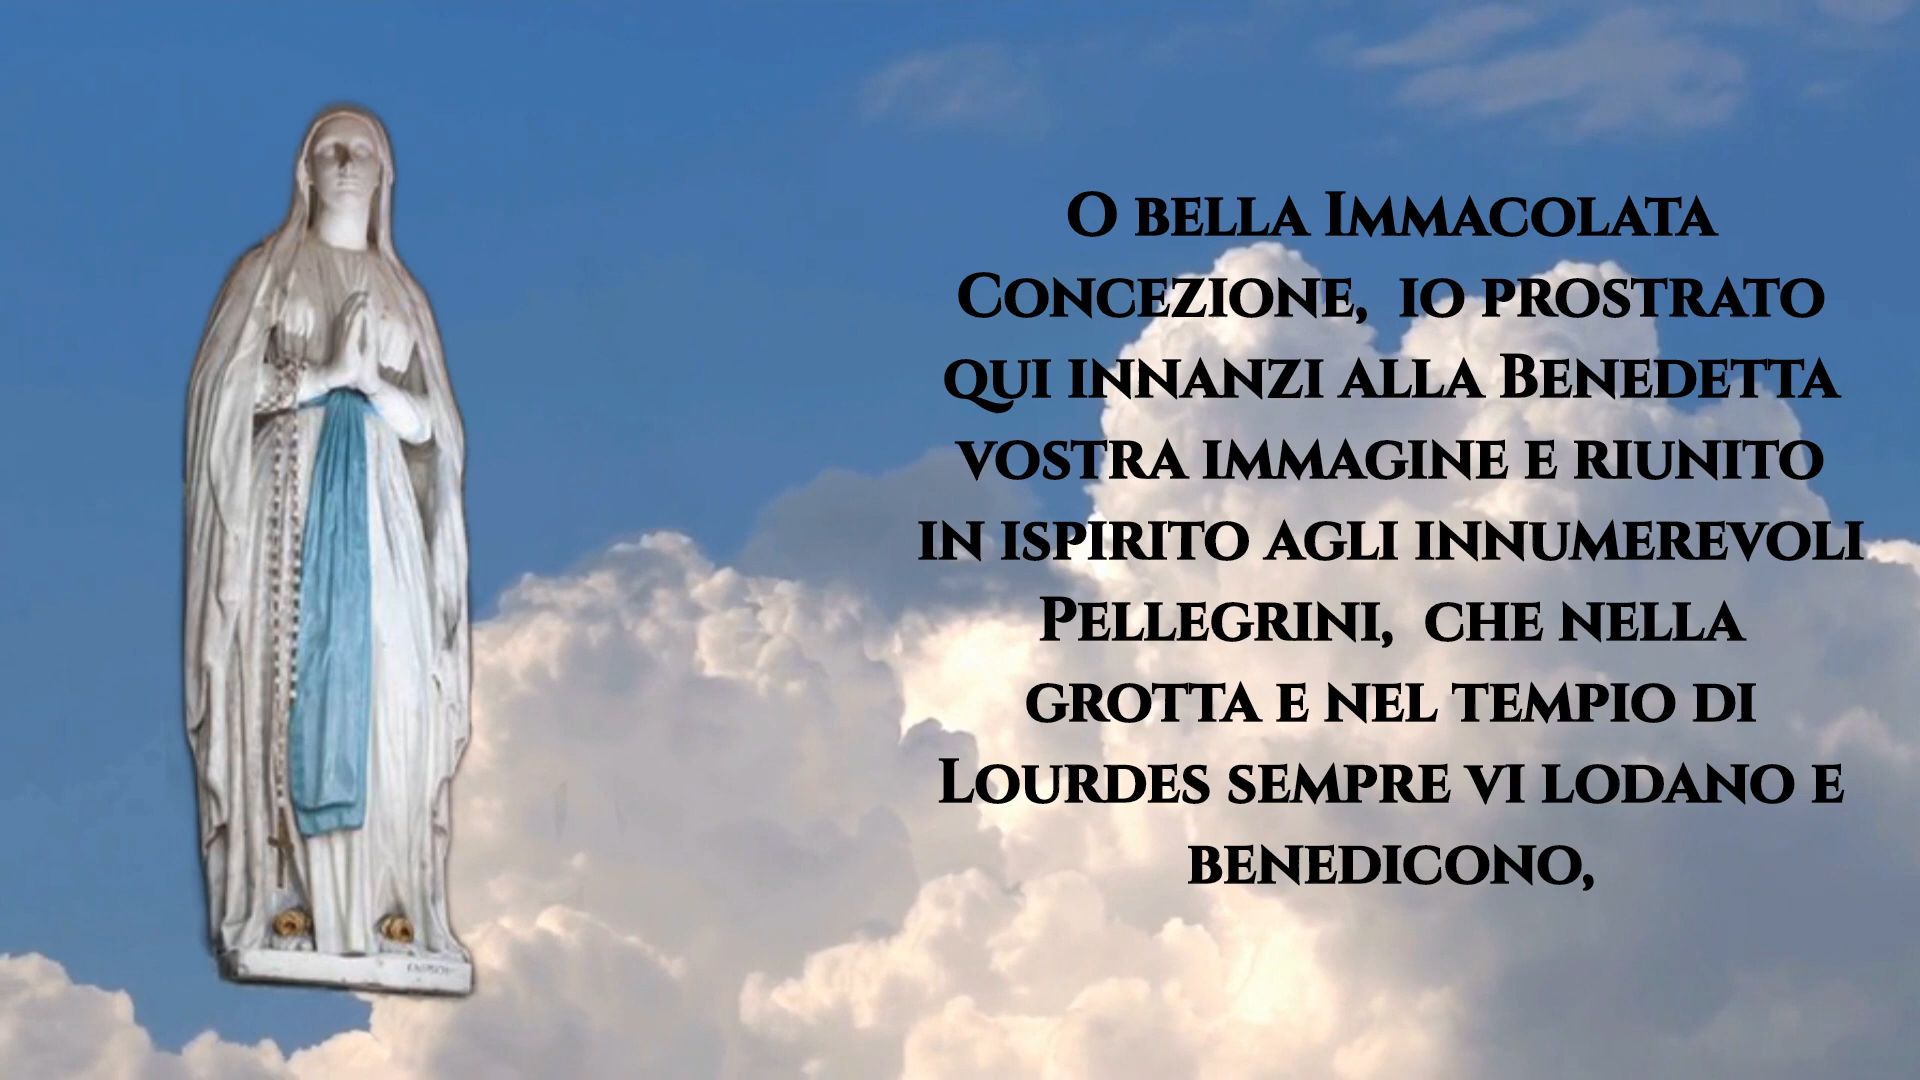 O bella Immacolata
Concezione, io prostrato
qui innanzi alla Benedetta
vostra immagine e riunito
in ispirito agli innumerevoli
Pellegrini, che nella
grotta e nel tempio di
Lourdes sempre vi lodano e
benedicono,